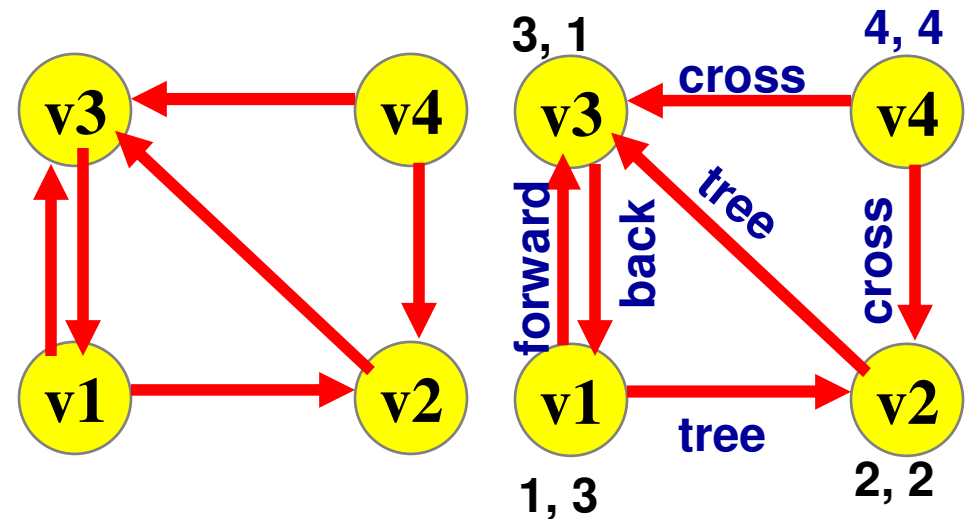 v3
v4
v1
v2
3, 1
4, 4
cross
v3
v4
forward
back
tree
cross
v1
v2
tree
1, 3
2, 2